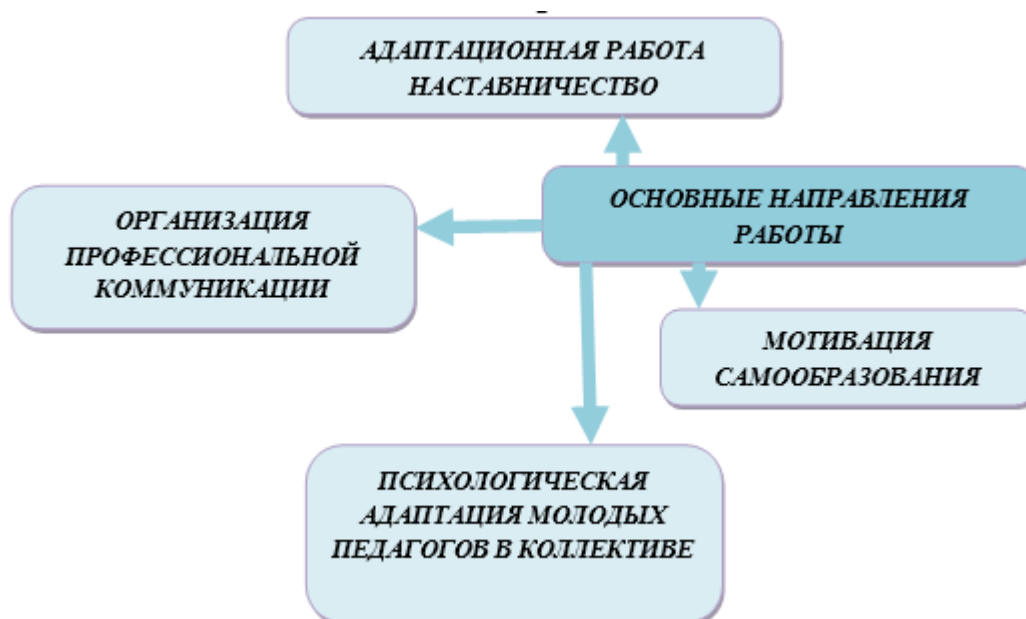 АДАПТАЦИОННАЯ РАБОТА
НАСТАВНИЧЕСТВО
ОСНОВНЫЕ НАПРАВЛЕНИЯ
РАБОТЫ
ОРГАНИЗАЦИЯ
ПРОФЕССИОНАЛЬНОЙ
КОММУНИКАЦИИ
МОТИВАЦИЯ
САМООБРАЗОВАНИЯ
ПСИХОЛОГИЧЕСКАЯ
АДАПТАЦИЯ МОЛОДЫХ
ПЕДАГОГОВ В КОЛЛЕКТИВЕ